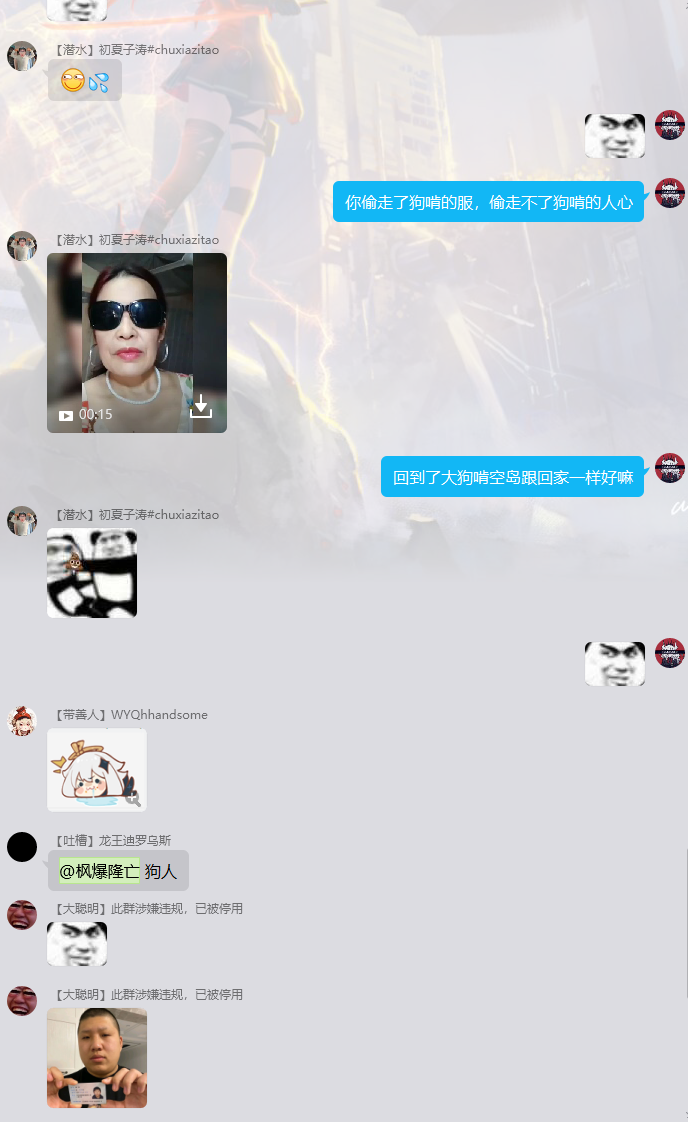 【潜水】初夏子涛#chuxiazitao
你偷走了狗啃的服，偷走不了狗啃的人心
【潜水】初夏子涛#chuxiazitao
00:15
回到了大狗啃空岛跟回家一样好嘛
【潜水】初夏子涛#chuxiazitao
【带善人】WYQhhandsome
【吐槽】龙王迪罗乌斯
@枫爆隆亡 狗人
【大聪明】此群涉嫌违规，已被停用
【大聪明】此群涉嫌违规，已被停用